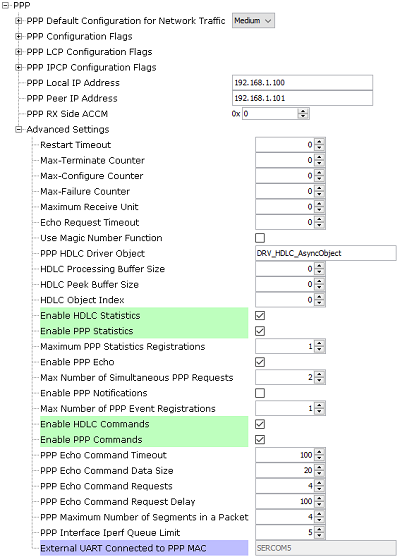 PPP
PPP Default Configuration for Network Traffic Medium
PPP Configuration Flags
PPP LCP Configuration Flags
PPP IPCP Configuration Flags
PPP Local IP Address 192.168.1.100
PPP Peer IP Address 192.168.1.101
PPP RX Side ACCM 0x 0
Advanced Settings
Restart Timeout 0
Max-Terminate Counter 0
Max-Configure Counter 0
Max-Failure Counter 0
Maximum Receive Unit 0
Echo Request Timeout 0
Use Magic Number Function
PPP HDLC Driver Object DRV_HDLC_AsyncObject
HDLC Processing Buffer Size 0
HDLC Peek Buffer Size 0
HDLC Object Index 0
Enable HDLC Statistics
Enable PPP Statistics
Maximum PPP Statistics Registrations 1
Enable PPP Echo
Max Number of Simultaneous PPP Requests 2
Enable PPP Notifications
Max Number of PPP Event Registrations 1
Enable HDLC Commands
Enable PPP Commands
PPP Echo Command Timeout 100
PPP Echo Command Data Size 20
PPP Echo Command Requests 4
PPP Echo Command Request Delay 100
PPP Maximum Number of Segments in a Packet 4
PPP Interface Iperf Queue Limit 5
External UART Connected to PPP MAC SERCOM5